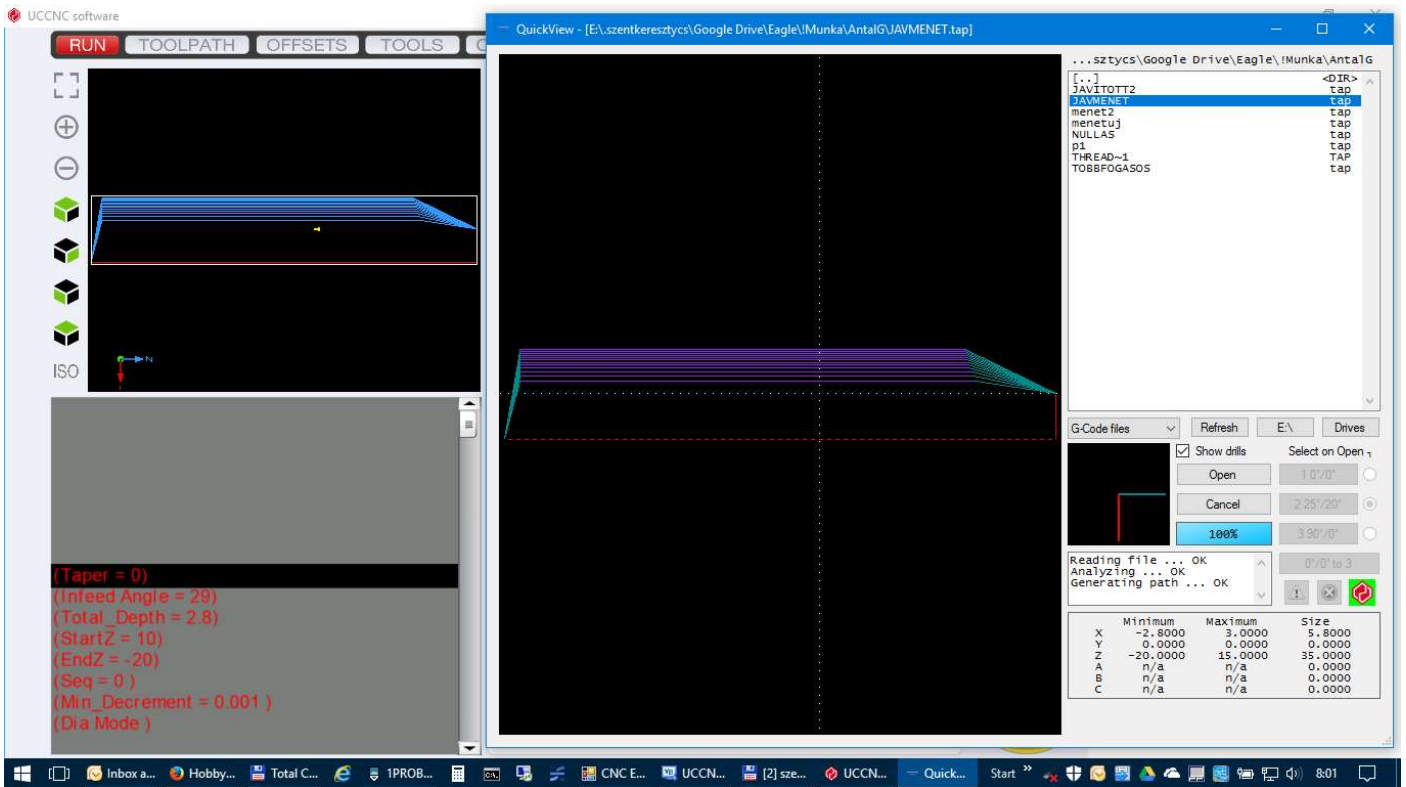 UCCNC software
RUN TOOLPATH OFFSETS TOOLS
ISO
N
(Taper = 0)
(Infeed Angle = 29)
(Total_Depth = 2.8)
(StartZ = 10)
(EndZ = -20)
(Seq = 0 )
(Min_Decrement = 0.001 )
(Dia Mode )
QuickView - [E:\.szentkeresztycs\Google Drive\Eagle\!Munka\AntalG\JAVMENET.tap]
...sztycs\Google Drive\Eagle\!Munka\AntalG
[..] <DIR>
JAVITOTT2 tap
JAVMENET tap
menet2 tap
menetuj tap
NULLAS tap
p1 tap
THREAD~1 TAP
TOBBFOGASOS tap
G-Code files Refresh E:\ Drives
Show drills Select on Open
Open 1 0°/0°
Cancel 2 25°/20°
100% 3 90°/0°
0°/0° to 3
Reading file ... OK
Analyzing ... OK
Generating path ... OK
Minimum Maximum Size
X -2.8000 3.0000 5.8000
Y 0.0000 0.0000 0.0000
Z -20.0000 15.0000 35.0000
A n/a n/a 0.0000
B n/a n/a 0.0000
C n/a n/a 0.0000
Inbox a... Hobby... Total C... 1PROB... CNC E... UCCN... [2] sze... UCCN... Quick... Start » 8:01